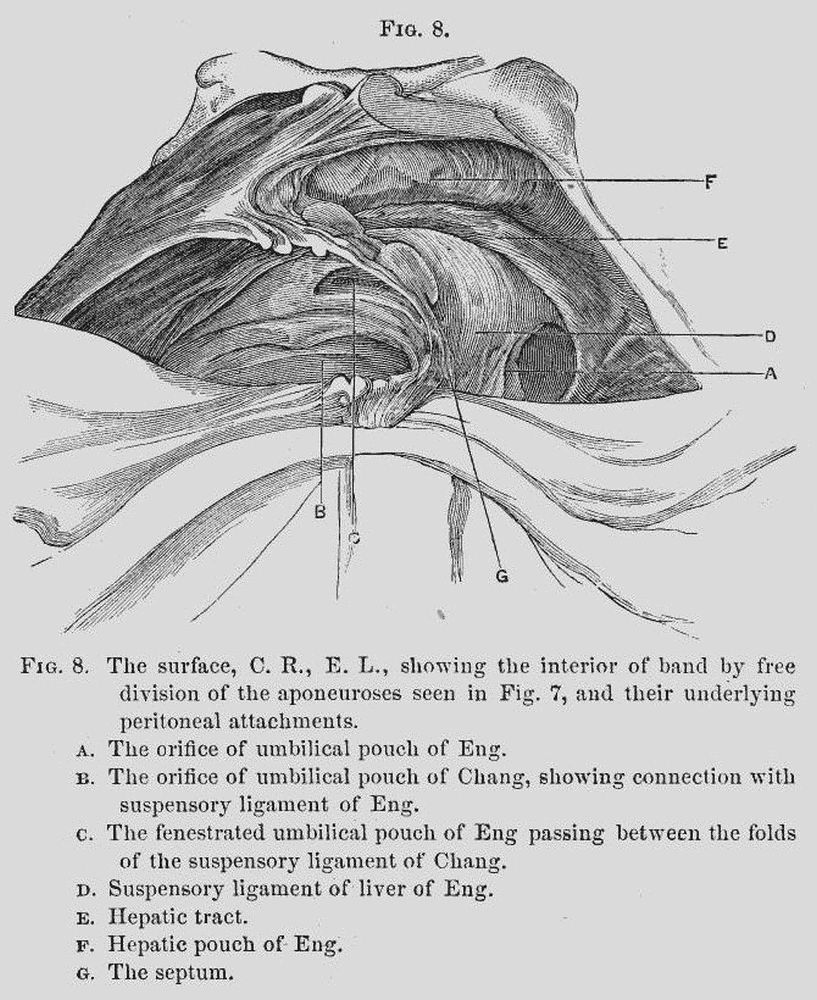 FIG. 8.
F
E
D
A
B
C
G
FIG. 8. The surface, C. R., E. L., showing the interior of band by free
division of the aponeuroses seen in Fig. 7, and their underlying
peritoneal attachments.
A. The orifice of umbilical pouch of Eng.
B. The orifice of umbilical pouch of Chang, showing connection with
suspensory ligament of Eng.
C. The fenestrated umbilical pouch of Eng passing between the folds
of the suspensory ligament of Chang.
D. Suspensory ligament of liver of Eng.
E. Hepatic tract.
F. Hepatic pouch of Eng.
G. The septum.